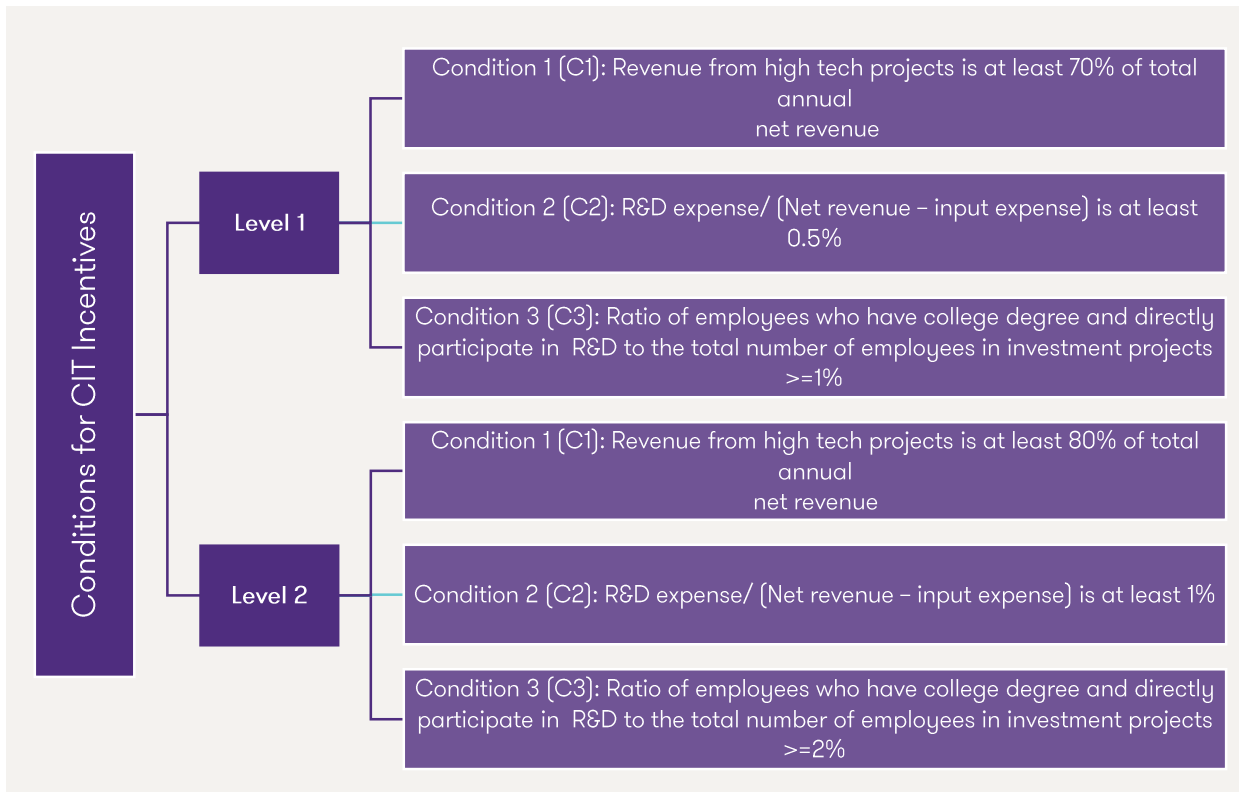 Conditions for CIT Incentives
Level 1
Condition 1 (C1): Revenue from high tech projects is at least 70% of total
annual
net revenue
Condition 2 (C2): R&D expense/ (Net revenue – input expense) is at least
0.5%
Condition 3 (C3): Ratio of employees who have college degree and directly
participate in  R&D to the total number of employees in investment projects
>=1%
Level 2
Condition 1 (C1): Revenue from high tech projects is at least 80% of total
annual
net revenue
Condition 2 (C2): R&D expense/ (Net revenue – input expense) is at least 1%
Condition 3 (C3): Ratio of employees who have college degree and directly
participate in  R&D to the total number of employees in investment projects
>=2%